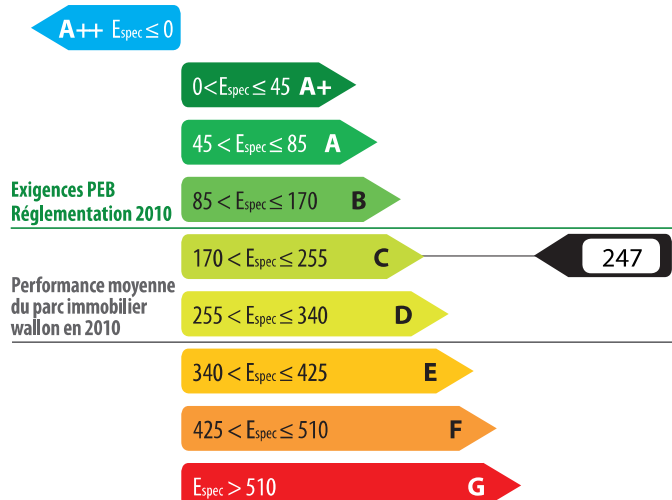 A++ Espec ≤ 0
0 < Espec ≤ 45 A+
45 < Espec ≤ 85 A
Exigences PEB
Réglementation 2010
85 < Espec ≤ 170 B
170 < Espec ≤ 255 C
247
Performance moyenne
du parc immobilier
wallon en 2010
255 < Espec ≤ 340 D
340 < Espec ≤ 425 E
425 < Espec ≤ 510 F
Espec > 510 G